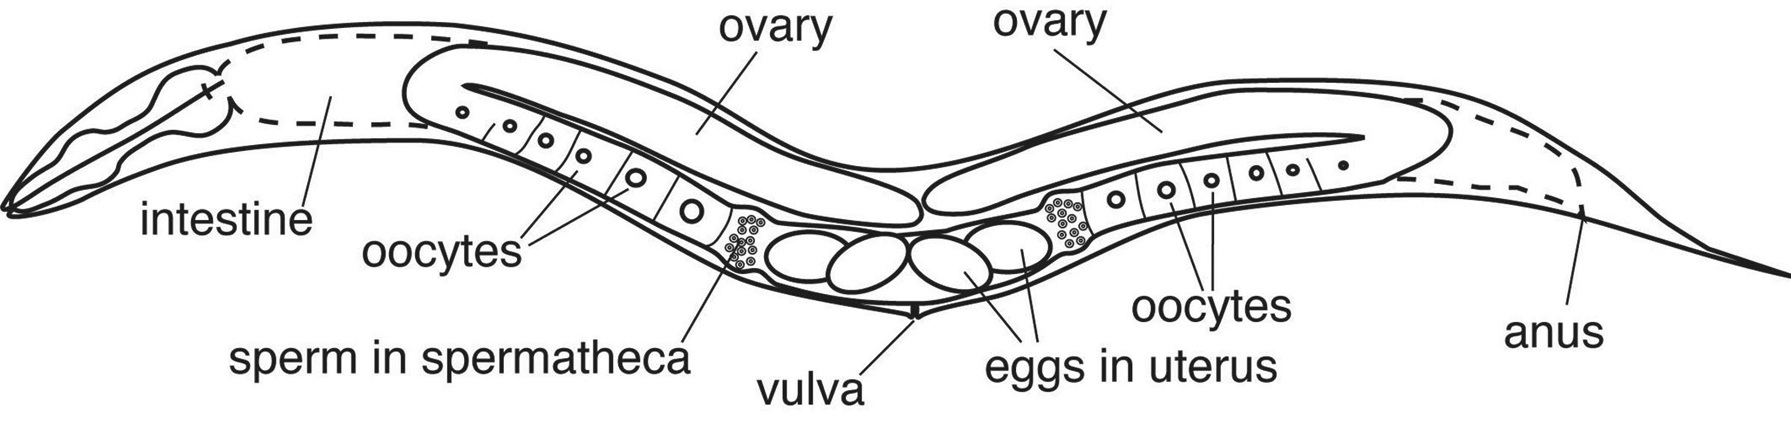 ovary
ovary
intestine
oocytes
sperm in spermatheca
vulva
eggs in uterus
oocytes
anus